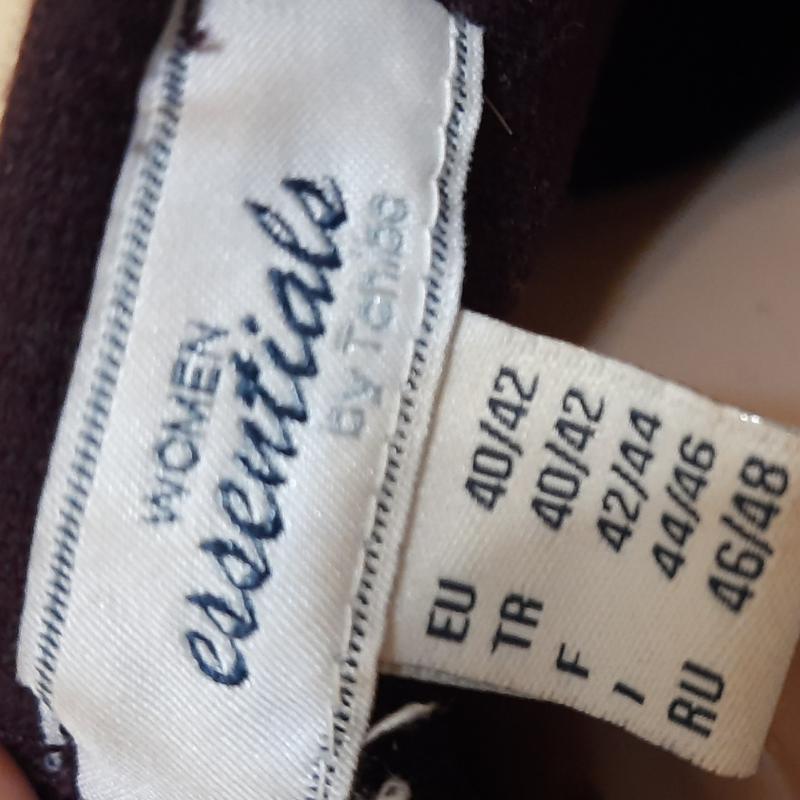 WOMEN
essentials
by Tchibo
EU 40/42
TR 40/42
F 42/44
I 44/46
RU 46/48